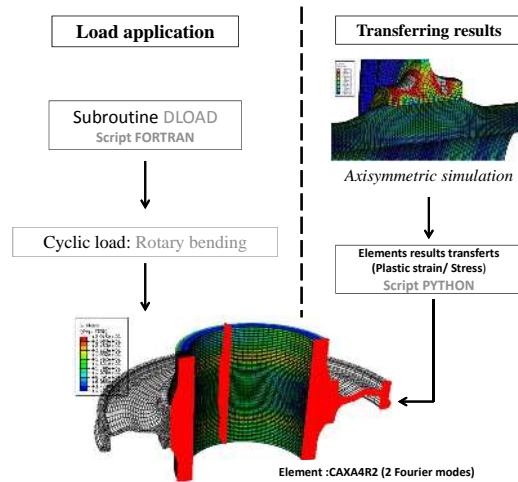 Load application
Subroutine DLOAD
Script FORTRAN
Cyclic load: Rotary bending
Transferring results
Axisymmetric simulation
Elements results transferts
(Plastic strain/ Stress)
Script PYTHON
Element :CAXA4R2 (2 Fourier modes)